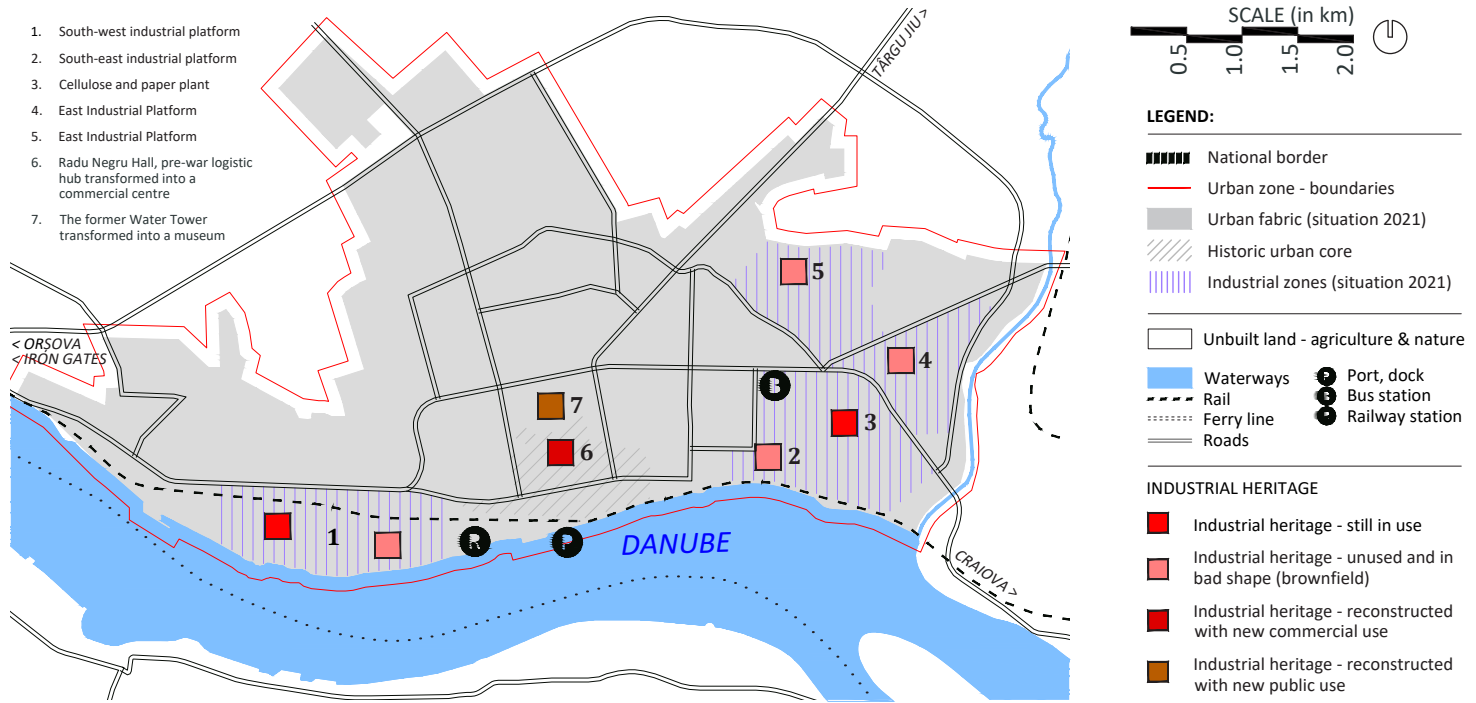 1. South-west industrial platform
2. South-east industrial platform
3. Cellulose and paper plant
4. East Industrial Platform
5. East Industrial Platform
6. Radu Negru Hall, pre-war logistic
hub transformed into a
commercial centre
7. The former Water Tower
transformed into a museum
TÂRGU JIU >
< ORȘOVA
< IRON GATES
5
4
7
B
3
6
2
1
R
P
DANUBE
CRAIOVA >
SCALE (in km)
0.5
1.0
1.5
2.0
LEGEND:
National border
Urban zone - boundaries
Urban fabric (situation 2021)
Historic urban core
Industrial zones (situation 2021)
Unbuilt land - agriculture & nature
Waterways
P Port, dock
Rail
B Bus station
Ferry line
R Railway station
Roads
INDUSTRIAL HERITAGE
Industrial heritage - still in use
Industrial heritage - unused and in
bad shape (brownfield)
Industrial heritage - reconstructed
with new commercial use
Industrial heritage - reconstructed
with new public use